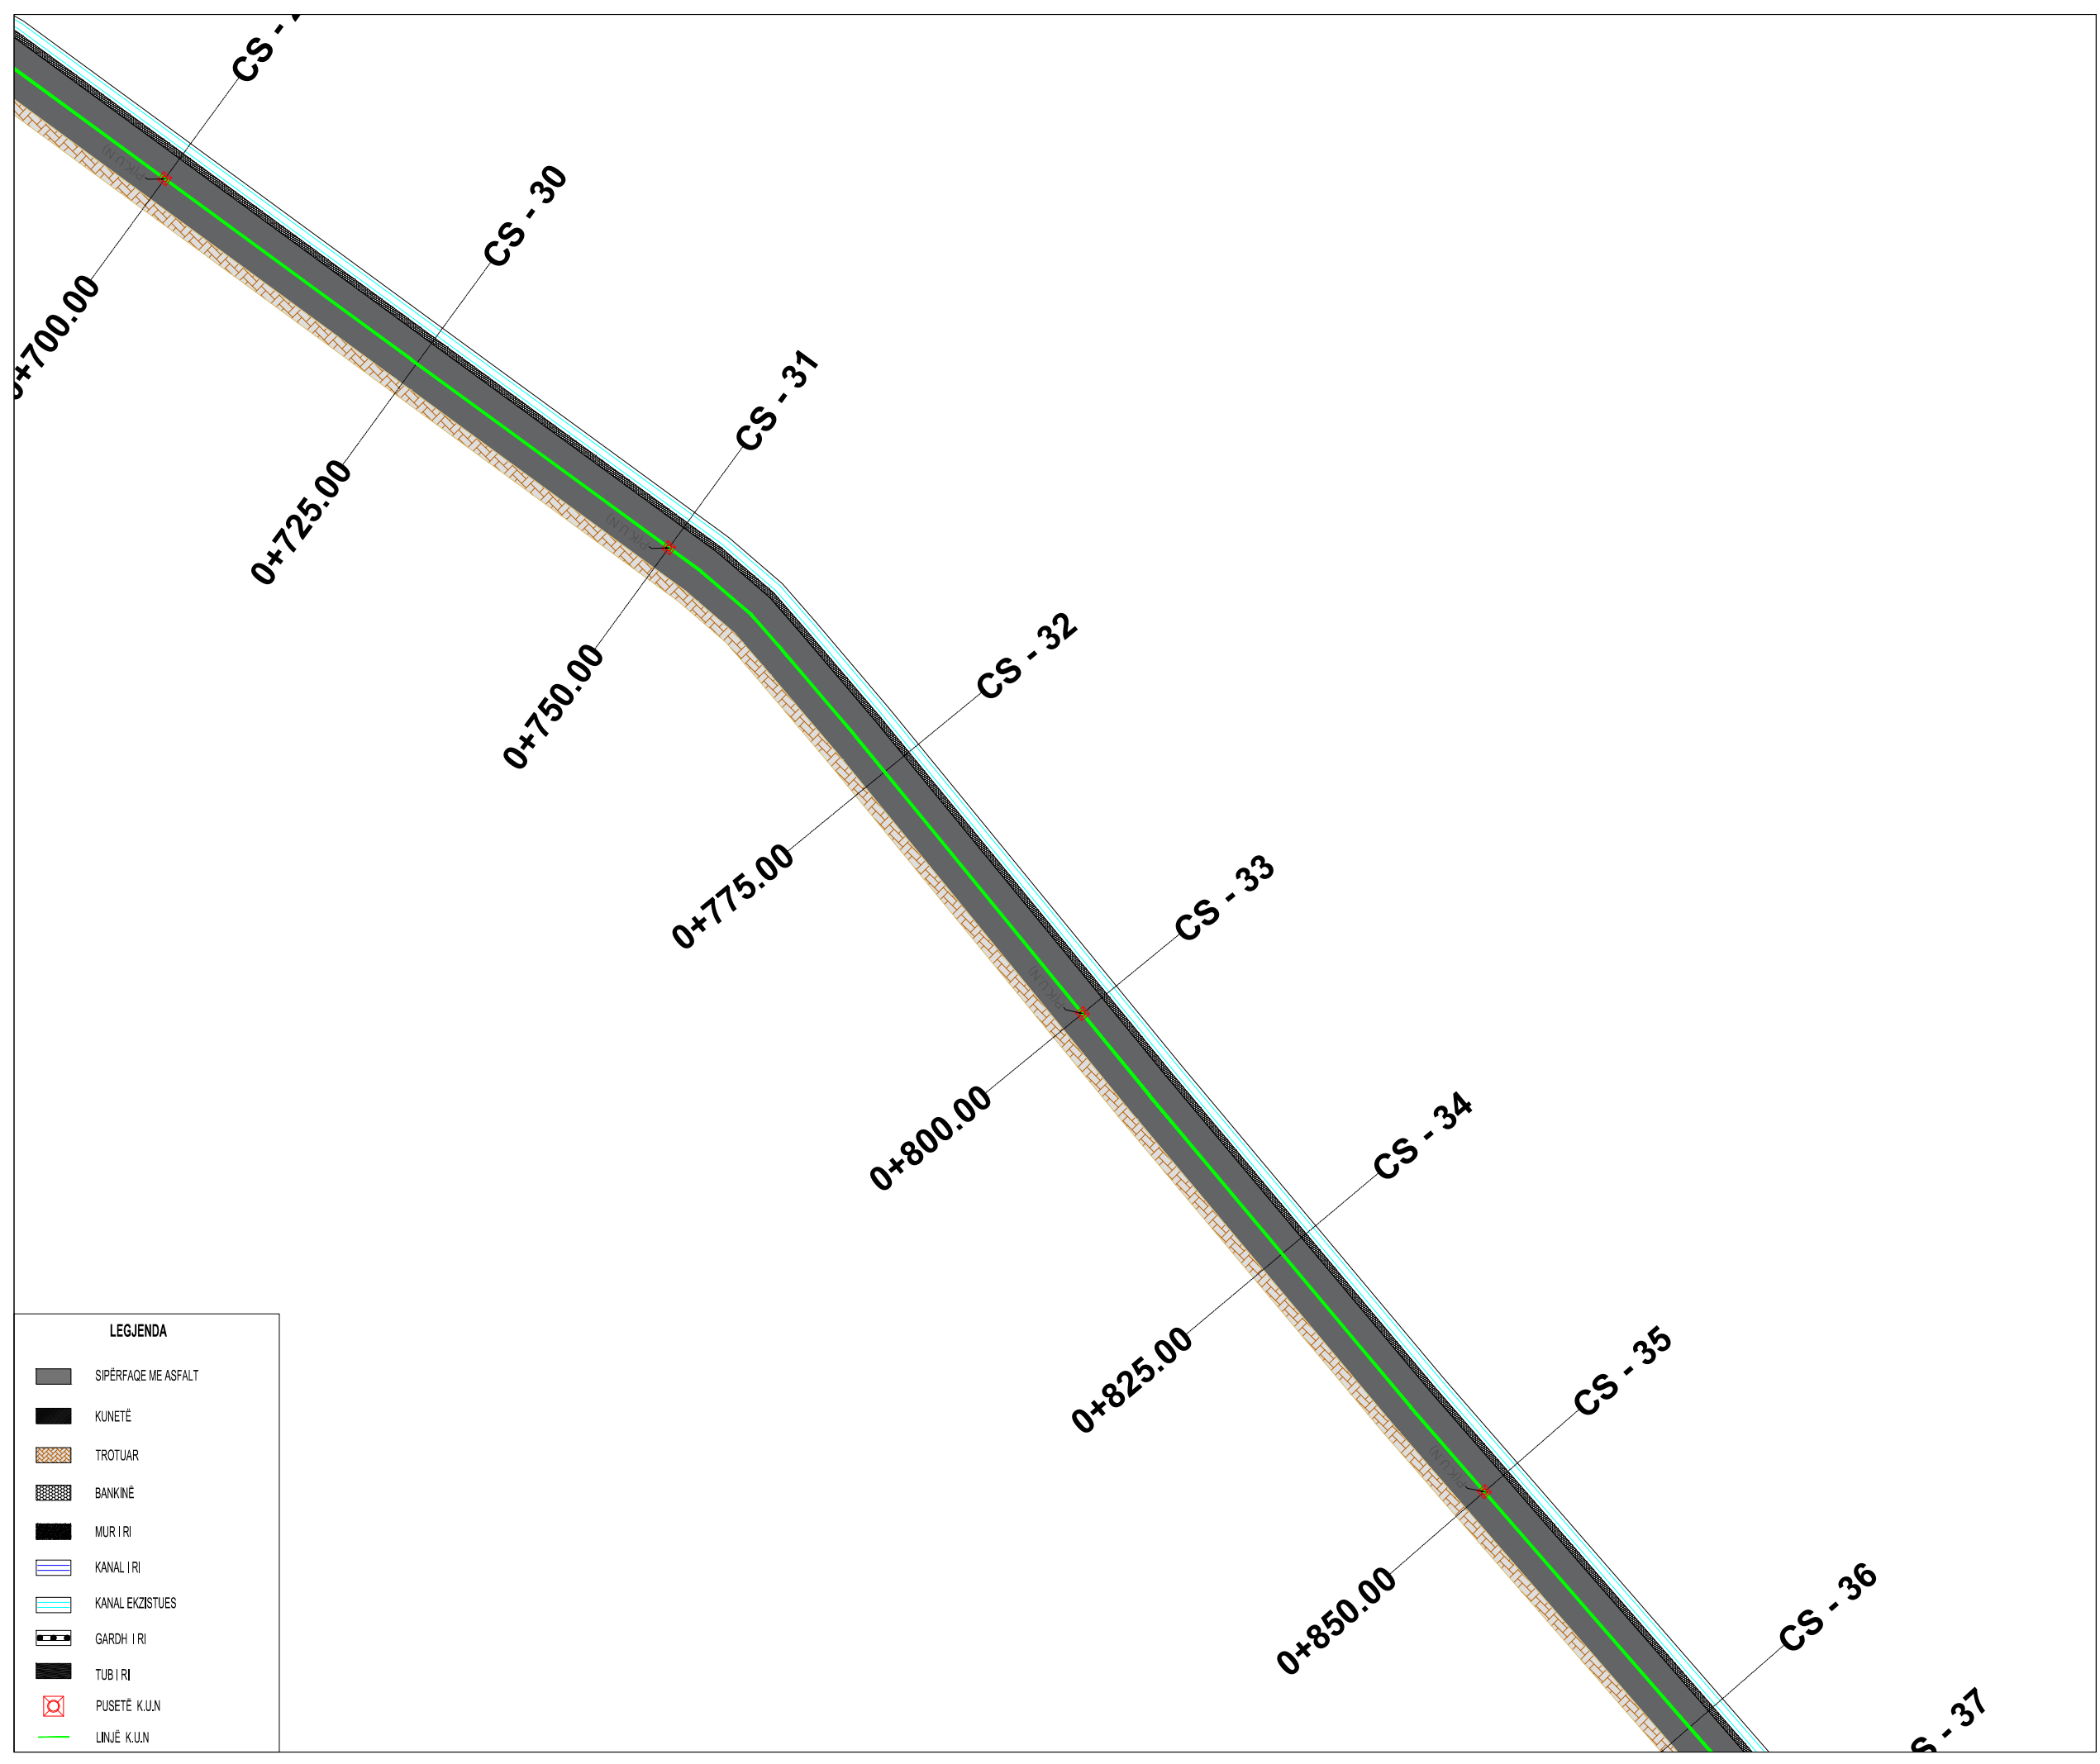 CS -
CS - 30
CS - 31
CS - 32
CS - 33
CS - 34
CS - 35
CS - 36
S - 37
0+700.00
0+725.00
0+750.00
0+775.00
0+800.00
0+825.00
0+850.00
P(K.U.N)
P(K.U.N)
P(K.U.N)
P(K.U.N)
LEGJENDA
SIPËRFAQE ME ASFALT
KUNETË
TROTUAR
BANKINË
MUR I RI
KANAL I RI
KANAL EKZISTUES
GARDH I RI
TUB I RI
PUSETË K.U.N
LINJË K.U.N